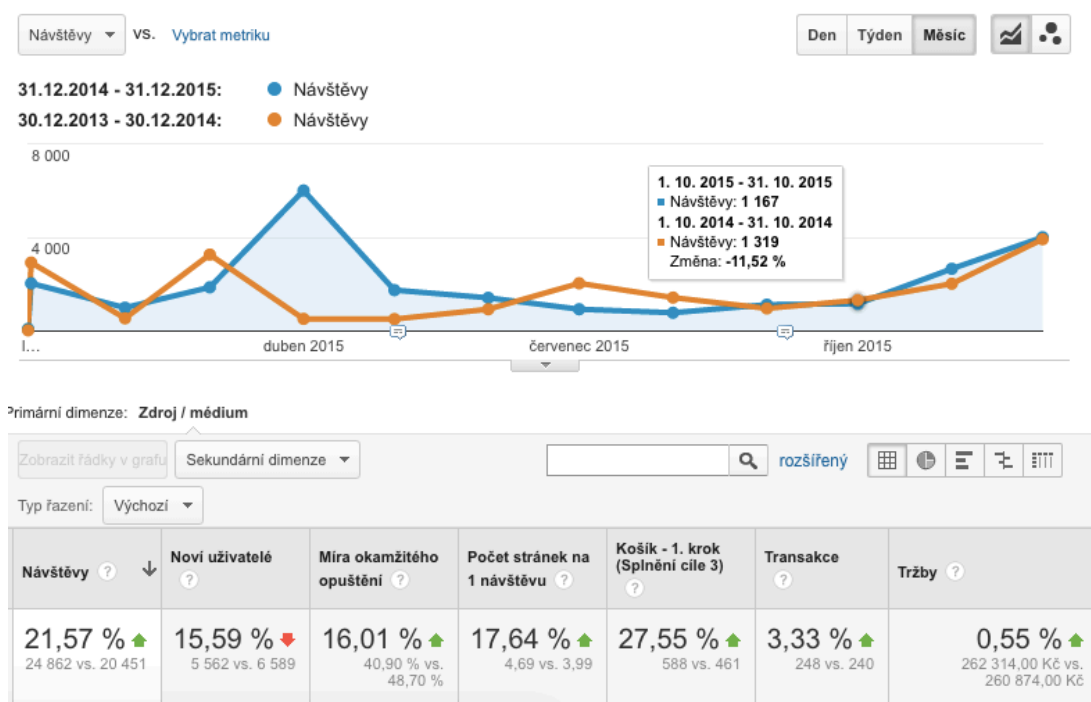 Návštěvy vs. Vybrat metriku Den Týden Měsíc
31.12.2014 - 31.12.2015: Návštěvy
30.12.2013 - 30.12.2014: Návštěvy
8 000
4 000
1. 10. 2015 - 31. 10. 2015
Návštěvy: 1 167
1. 10. 2014 - 31. 10. 2014
Návštěvy: 1 319
Změna: -11,52 %
l... duben 2015 červenec 2015 říjen 2015
Primární dimenze: Zdroj / médium
Zobrazit řádky v grafu Sekundární dimenze rozšířený
Typ řazení: Výchozí
Návštěvy ?
Noví uživatelé
?
Míra okamžitého
opuštění ?
Počet stránek na
1 návštěvu ?
Košík - 1. krok
(Splnění cíle 3)
?
Transakce
?
Tržby ?
21,57 %
24 862 vs. 20 451
15,59 %
5 562 vs. 6 589
16,01 %
40,90 % vs.
48,70 %
17,64 %
4,69 vs. 3,99
27,55 %
588 vs. 461
3,33 %
248 vs. 240
0,55 %
262 314,00 Kč vs.
260 874,00 Kč